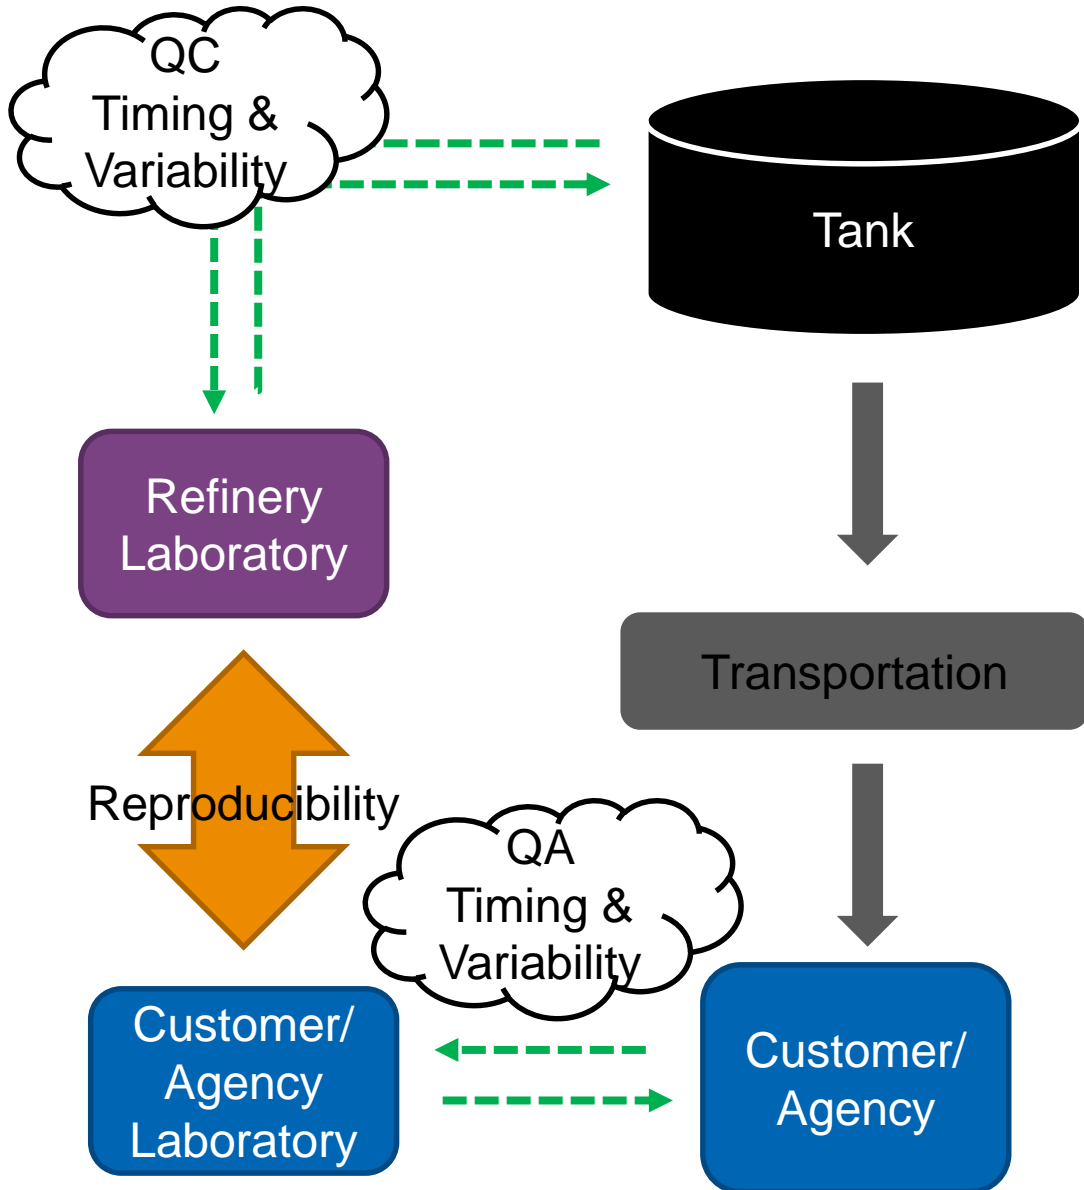 QC
Timing &
Variability
Tank
Refinery
Laboratory
Transportation
Reproducibility
QA
Timing &
Variability
Customer/
Agency
Laboratory
Customer/
Agency